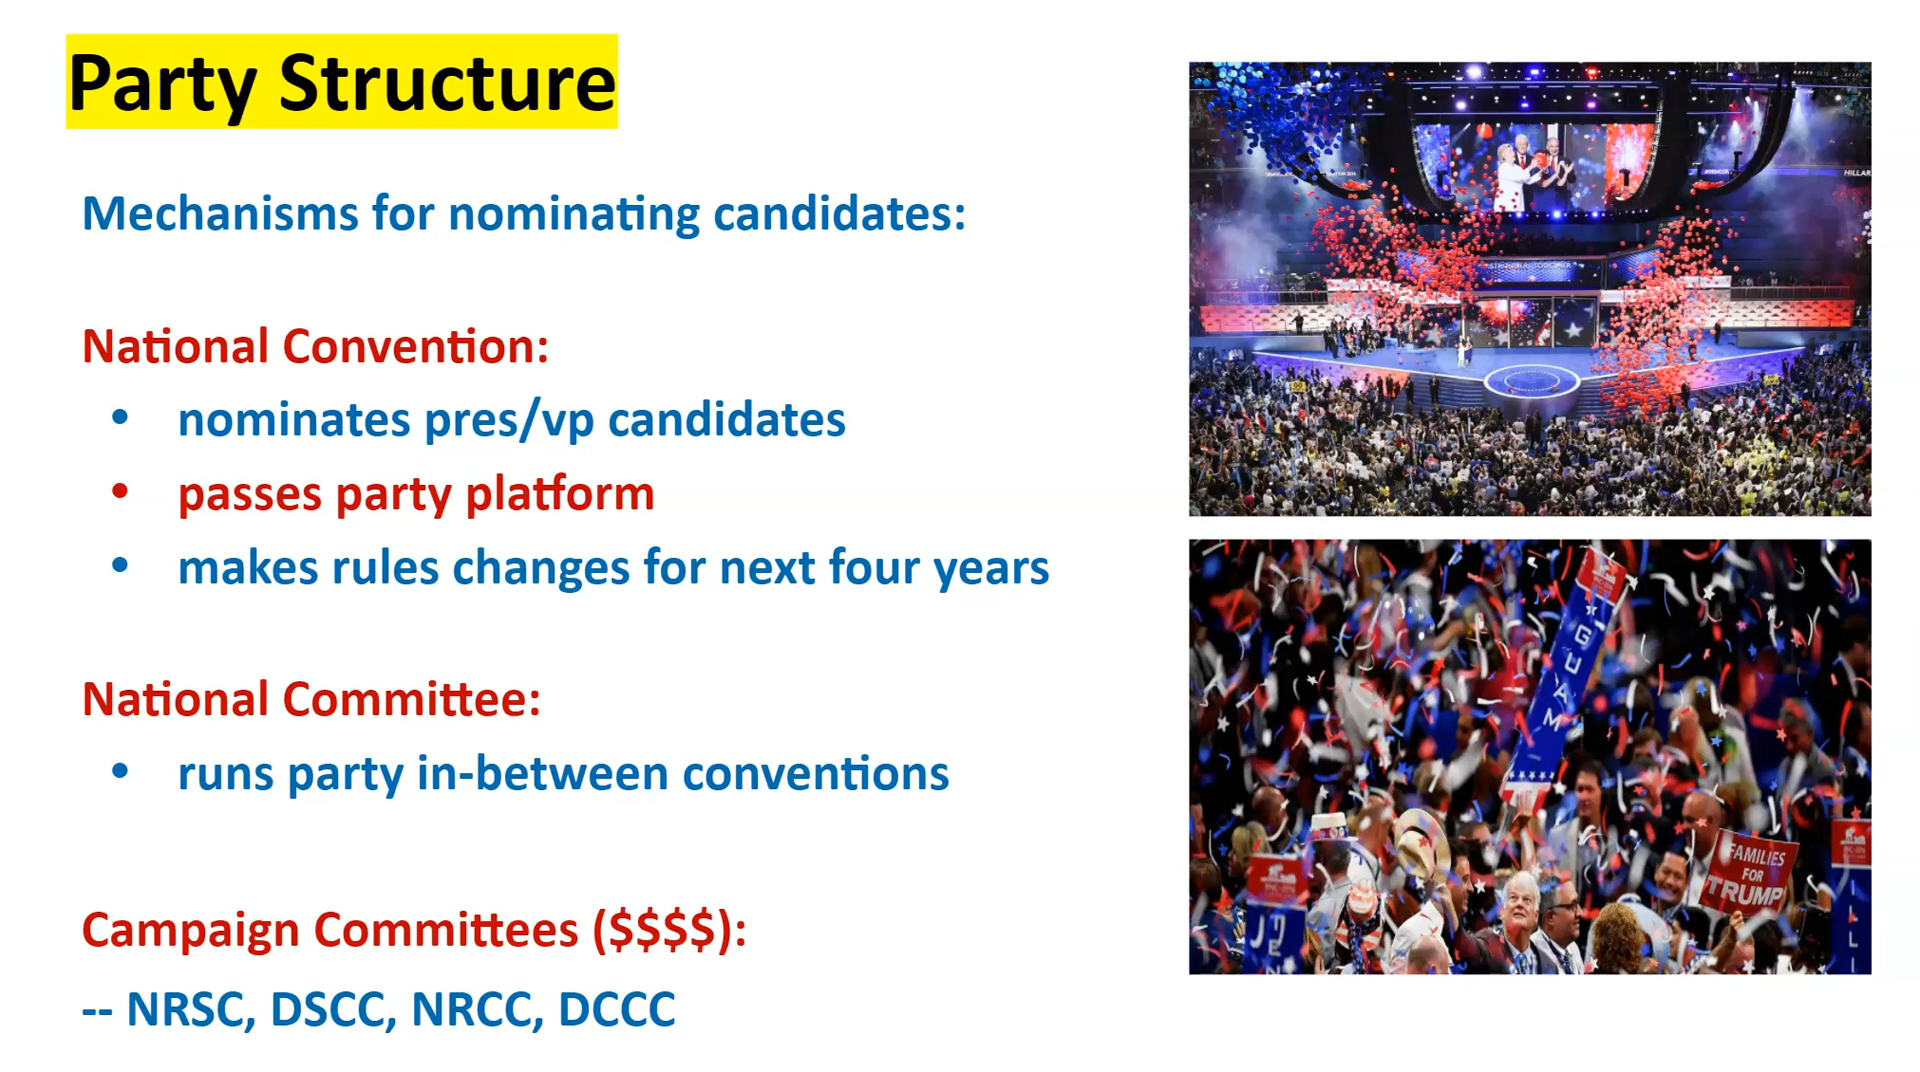 Party Structure
Mechanisms for nominating candidates:
National Convention:
• nominates pres/vp candidates
• passes party platform
• makes rules changes for next four years
National Committee:
• runs party in-between conventions
Campaign Committees ($$$$):
-- NRSC, DSCC, NRCC, DCCC
HILLAR
GUAM
FAMILIES
FOR
TRUMP